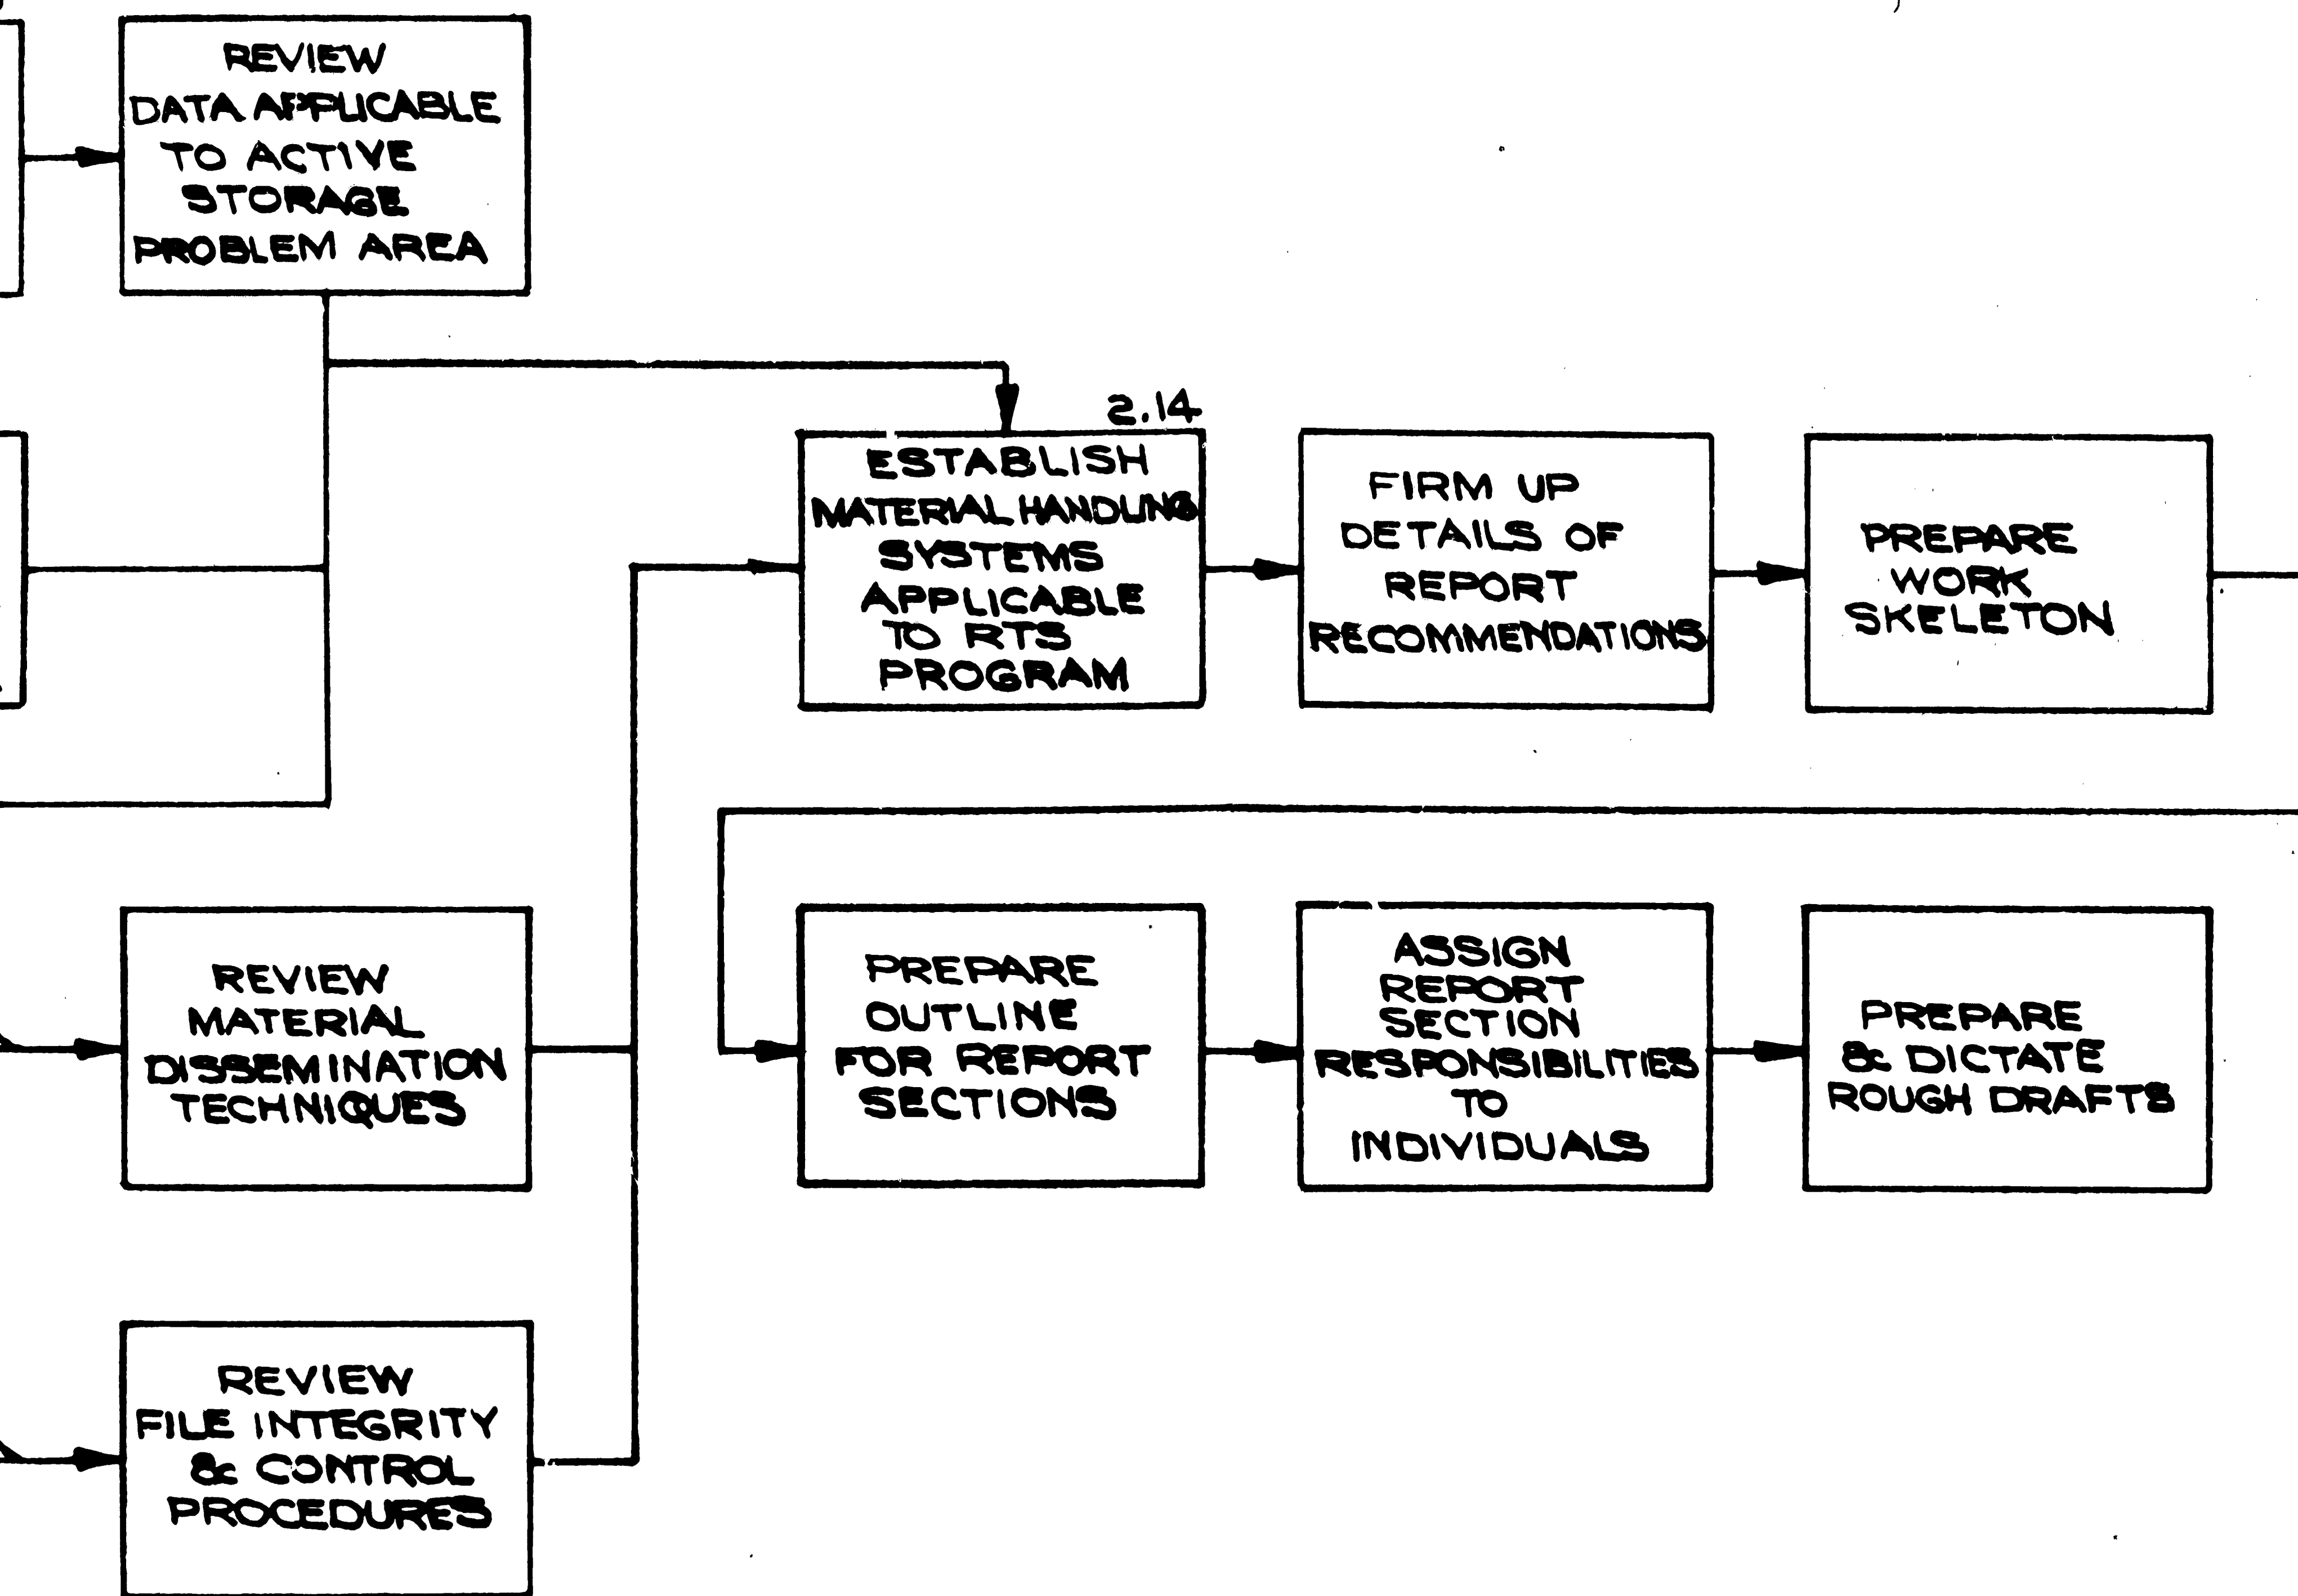 REVIEW
DATA APPLICABLE
TO ACTIVE
STORAGE
PROBLEM AREA
2.14
ESTABLISH
MATERIAL HANDLING
SYSTEMS
APPLICABLE
TO RTS
PROGRAM
FIRM UP
DETAILS OF
REPORT
RECOMMENDATIONS
PREPARE
WORK
SKELETON
REVIEW
MATERIAL
DISSEMINATION
TECHNIQUES
PREPARE
OUTLINE
FOR REPORT
SECTIONS
ASSIGN
REPORT
SECTION
RESPONSIBILITIES
TO
INDIVIDUALS
PREPARE
& DICTATE
ROUGH DRAFTS
REVIEW
FILE INTEGRITY
& CONTROL
PROCEDURES